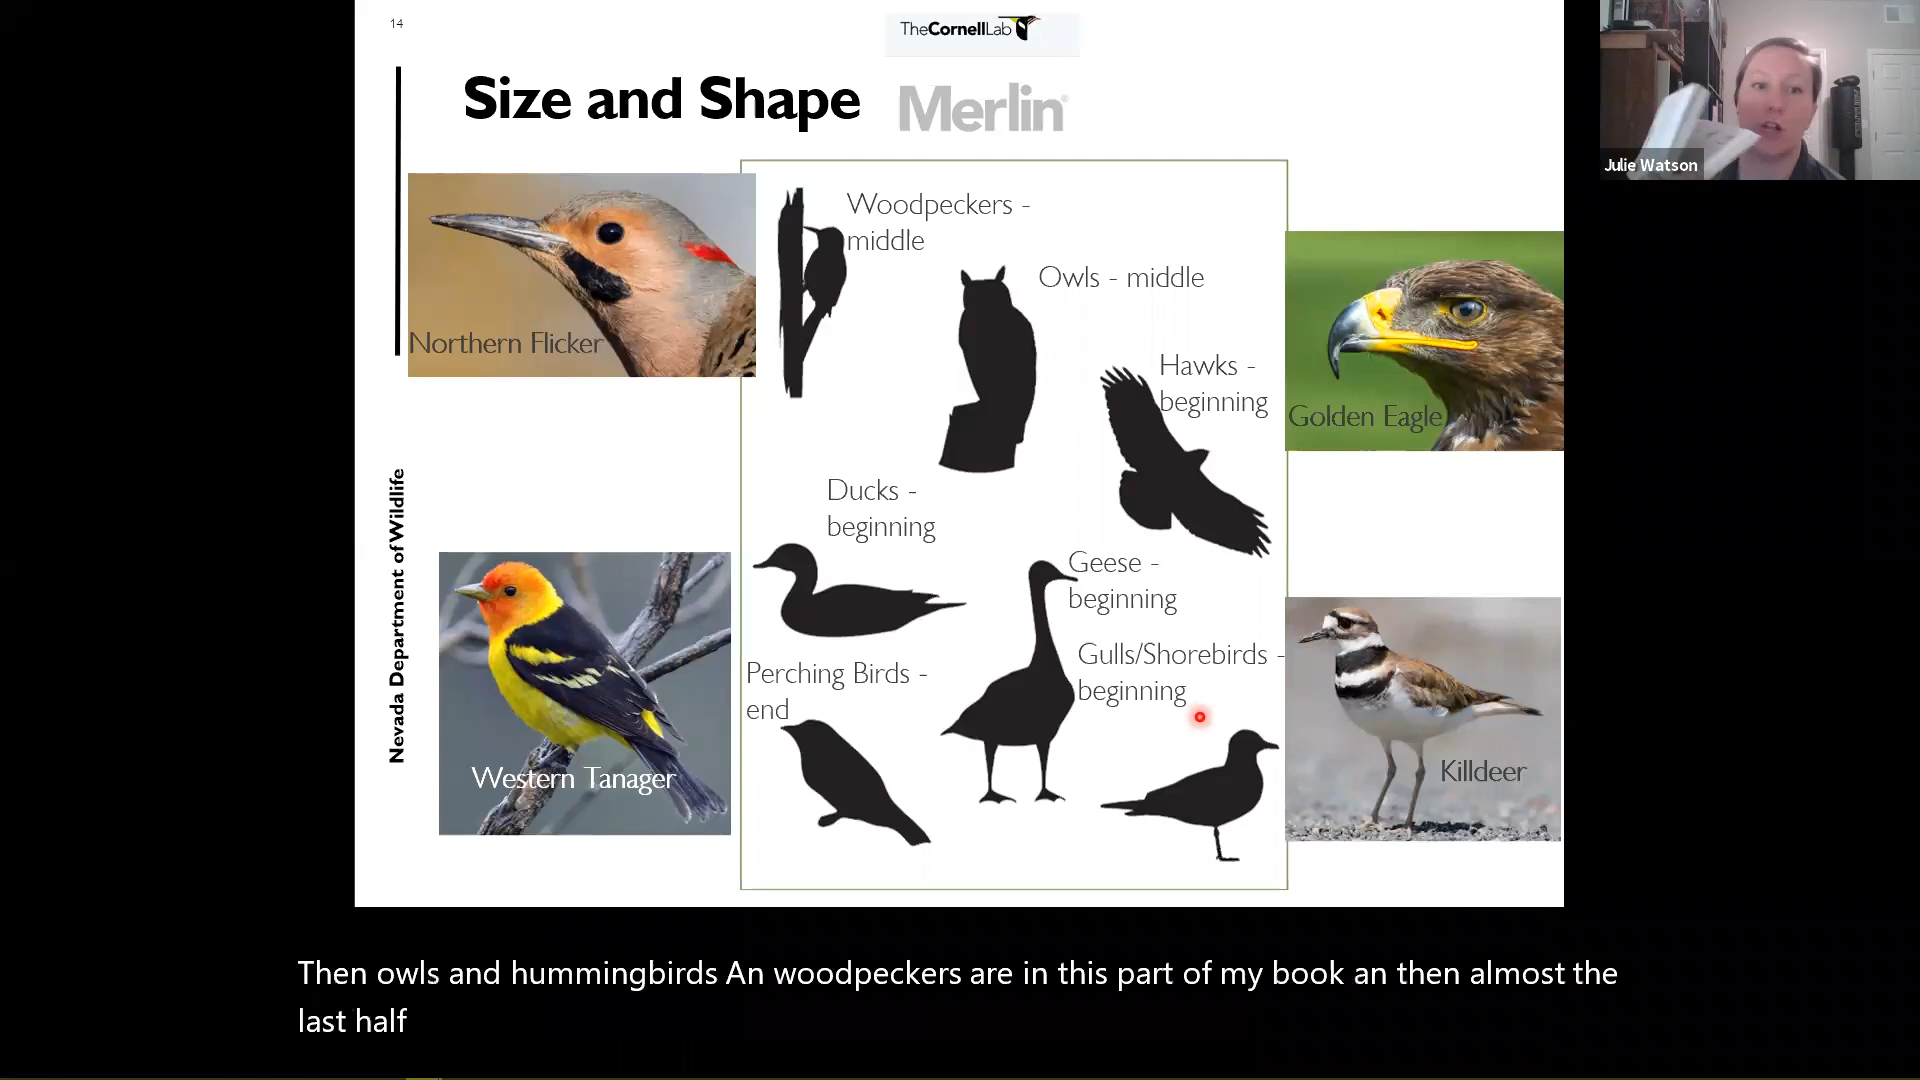 14
TheCornellLab
Size and Shape
Merlin®
Woodpeckers -
middle
Owls - middle
Northern Flicker
Hawks -
beginning
Golden Eagle
Ducks -
beginning
Geese -
beginning
Gulls/Shorebirds -
beginning
Perching Birds -
end
Western Tanager
Killdeer
Nevada Department of Wildlife
Julie Watson
Then owls and hummingbirds An woodpeckers are in this part of my book an then almost the
last half